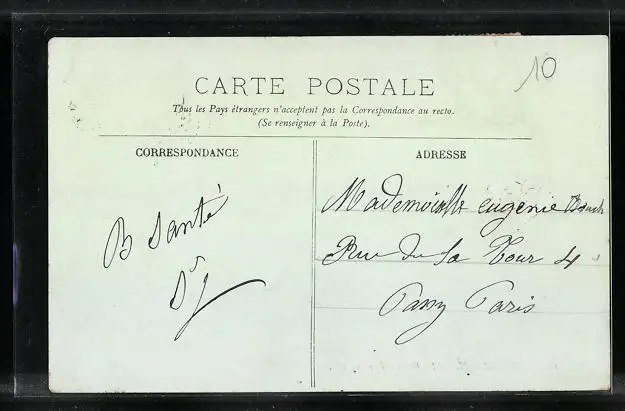 10
CARTE POSTALE
Tous les Pays étrangers n'acceptent pas la Correspondance au recto.
(Se renseigner à la Poste).
CORRESPONDANCE
ADRESSE
B Santé
Mademoiselle eugenie
Rue de la Tour 4
Passy Paris